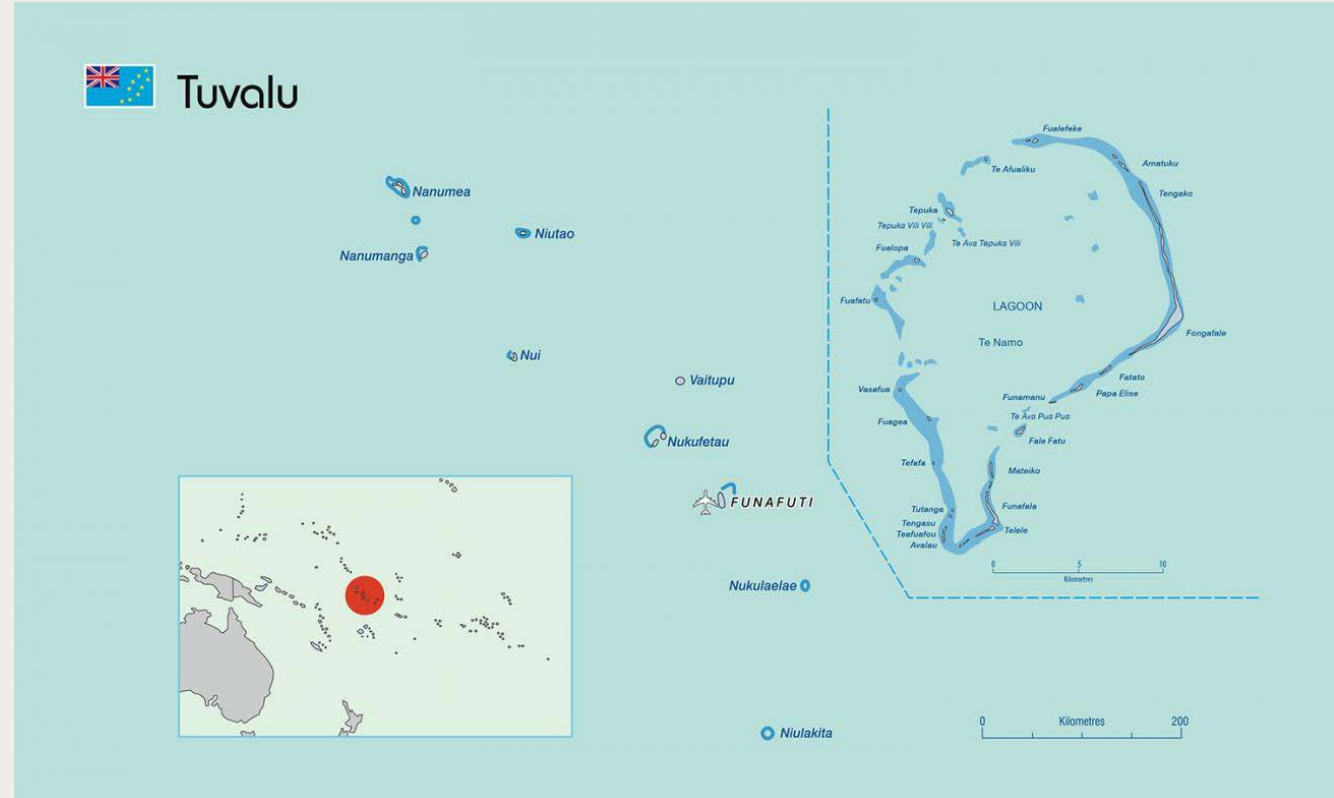 Tuvalu
Nanumea
Niutao
Nanumanga
Nui
Vaitupu
Nukufetau
FUNAFUTI
Nukulaelae
Niulakita
0 Kilometres 200
Fualefeke
Amatuku
Te Afualiku
Tengako
Tepuka
Tepuka Vili Vili
Te Ava Tepuka Vili
Fualopa
Fuafatu
LAGOON
Te Namo
Fongafale
Fatato
Vasafua
Papa Elise
Funamanu
Te Ava Pua Pua
Fuagea
Fale Fatu
Tefafa
Mateiko
Funafala
Tutanga
Tengasu
Telele
Teafuafou
Avalau
0 5 10
Kilometres